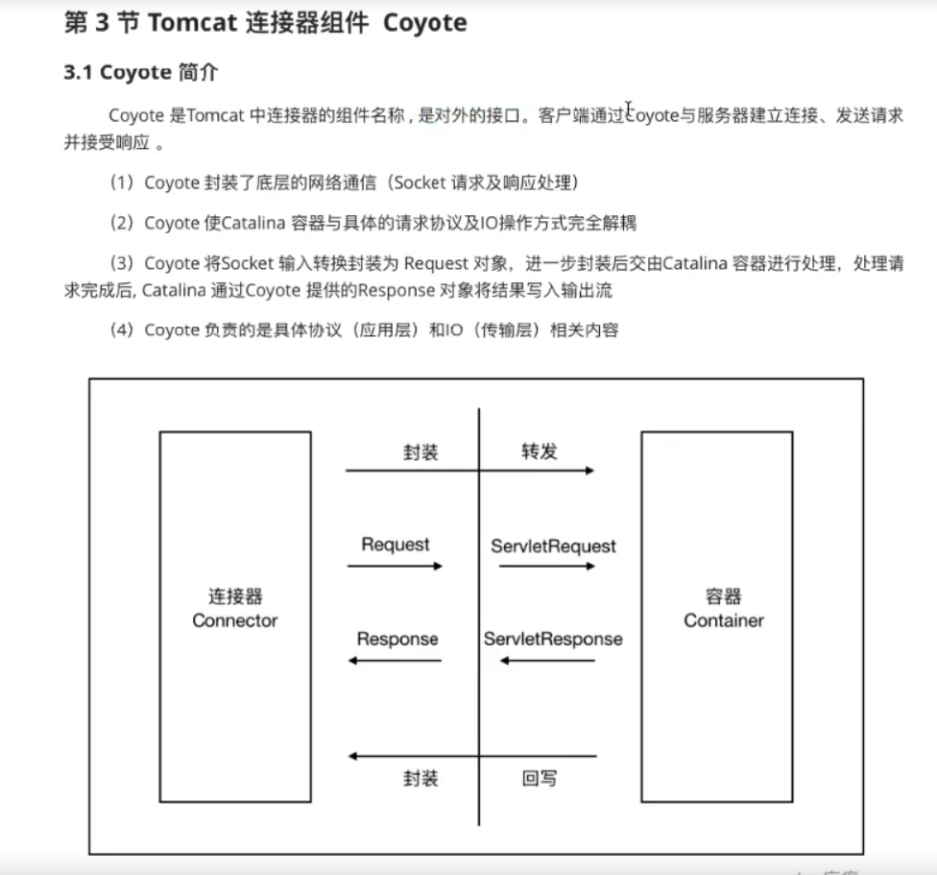 第 3 节 Tomcat 连接器组件 Coyote
3.1 Coyote 简介
Coyote 是Tomcat 中连接器的组件名称 , 是对外的接口。客户端通过Coyote与服务器建立连接、发送请求
并接受响应 。
（1）Coyote 封装了底层的网络通信（Socket 请求及响应处理）
（2）Coyote 使Catalina 容器与具体的请求协议及IO操作方式完全解耦
（3）Coyote 将Socket 输入转换封装为 Request 对象，进一步封装后交由Catalina 容器进行处理，处理请
求完成后, Catalina 通过Coyote 提供的Response 对象将结果写入输出流
（4）Coyote 负责的是具体协议（应用层）和IO（传输层）相关内容
封装 转发
Request ServletRequest
连接器 容器
Connector Container
Response ServletResponse
封装 回写